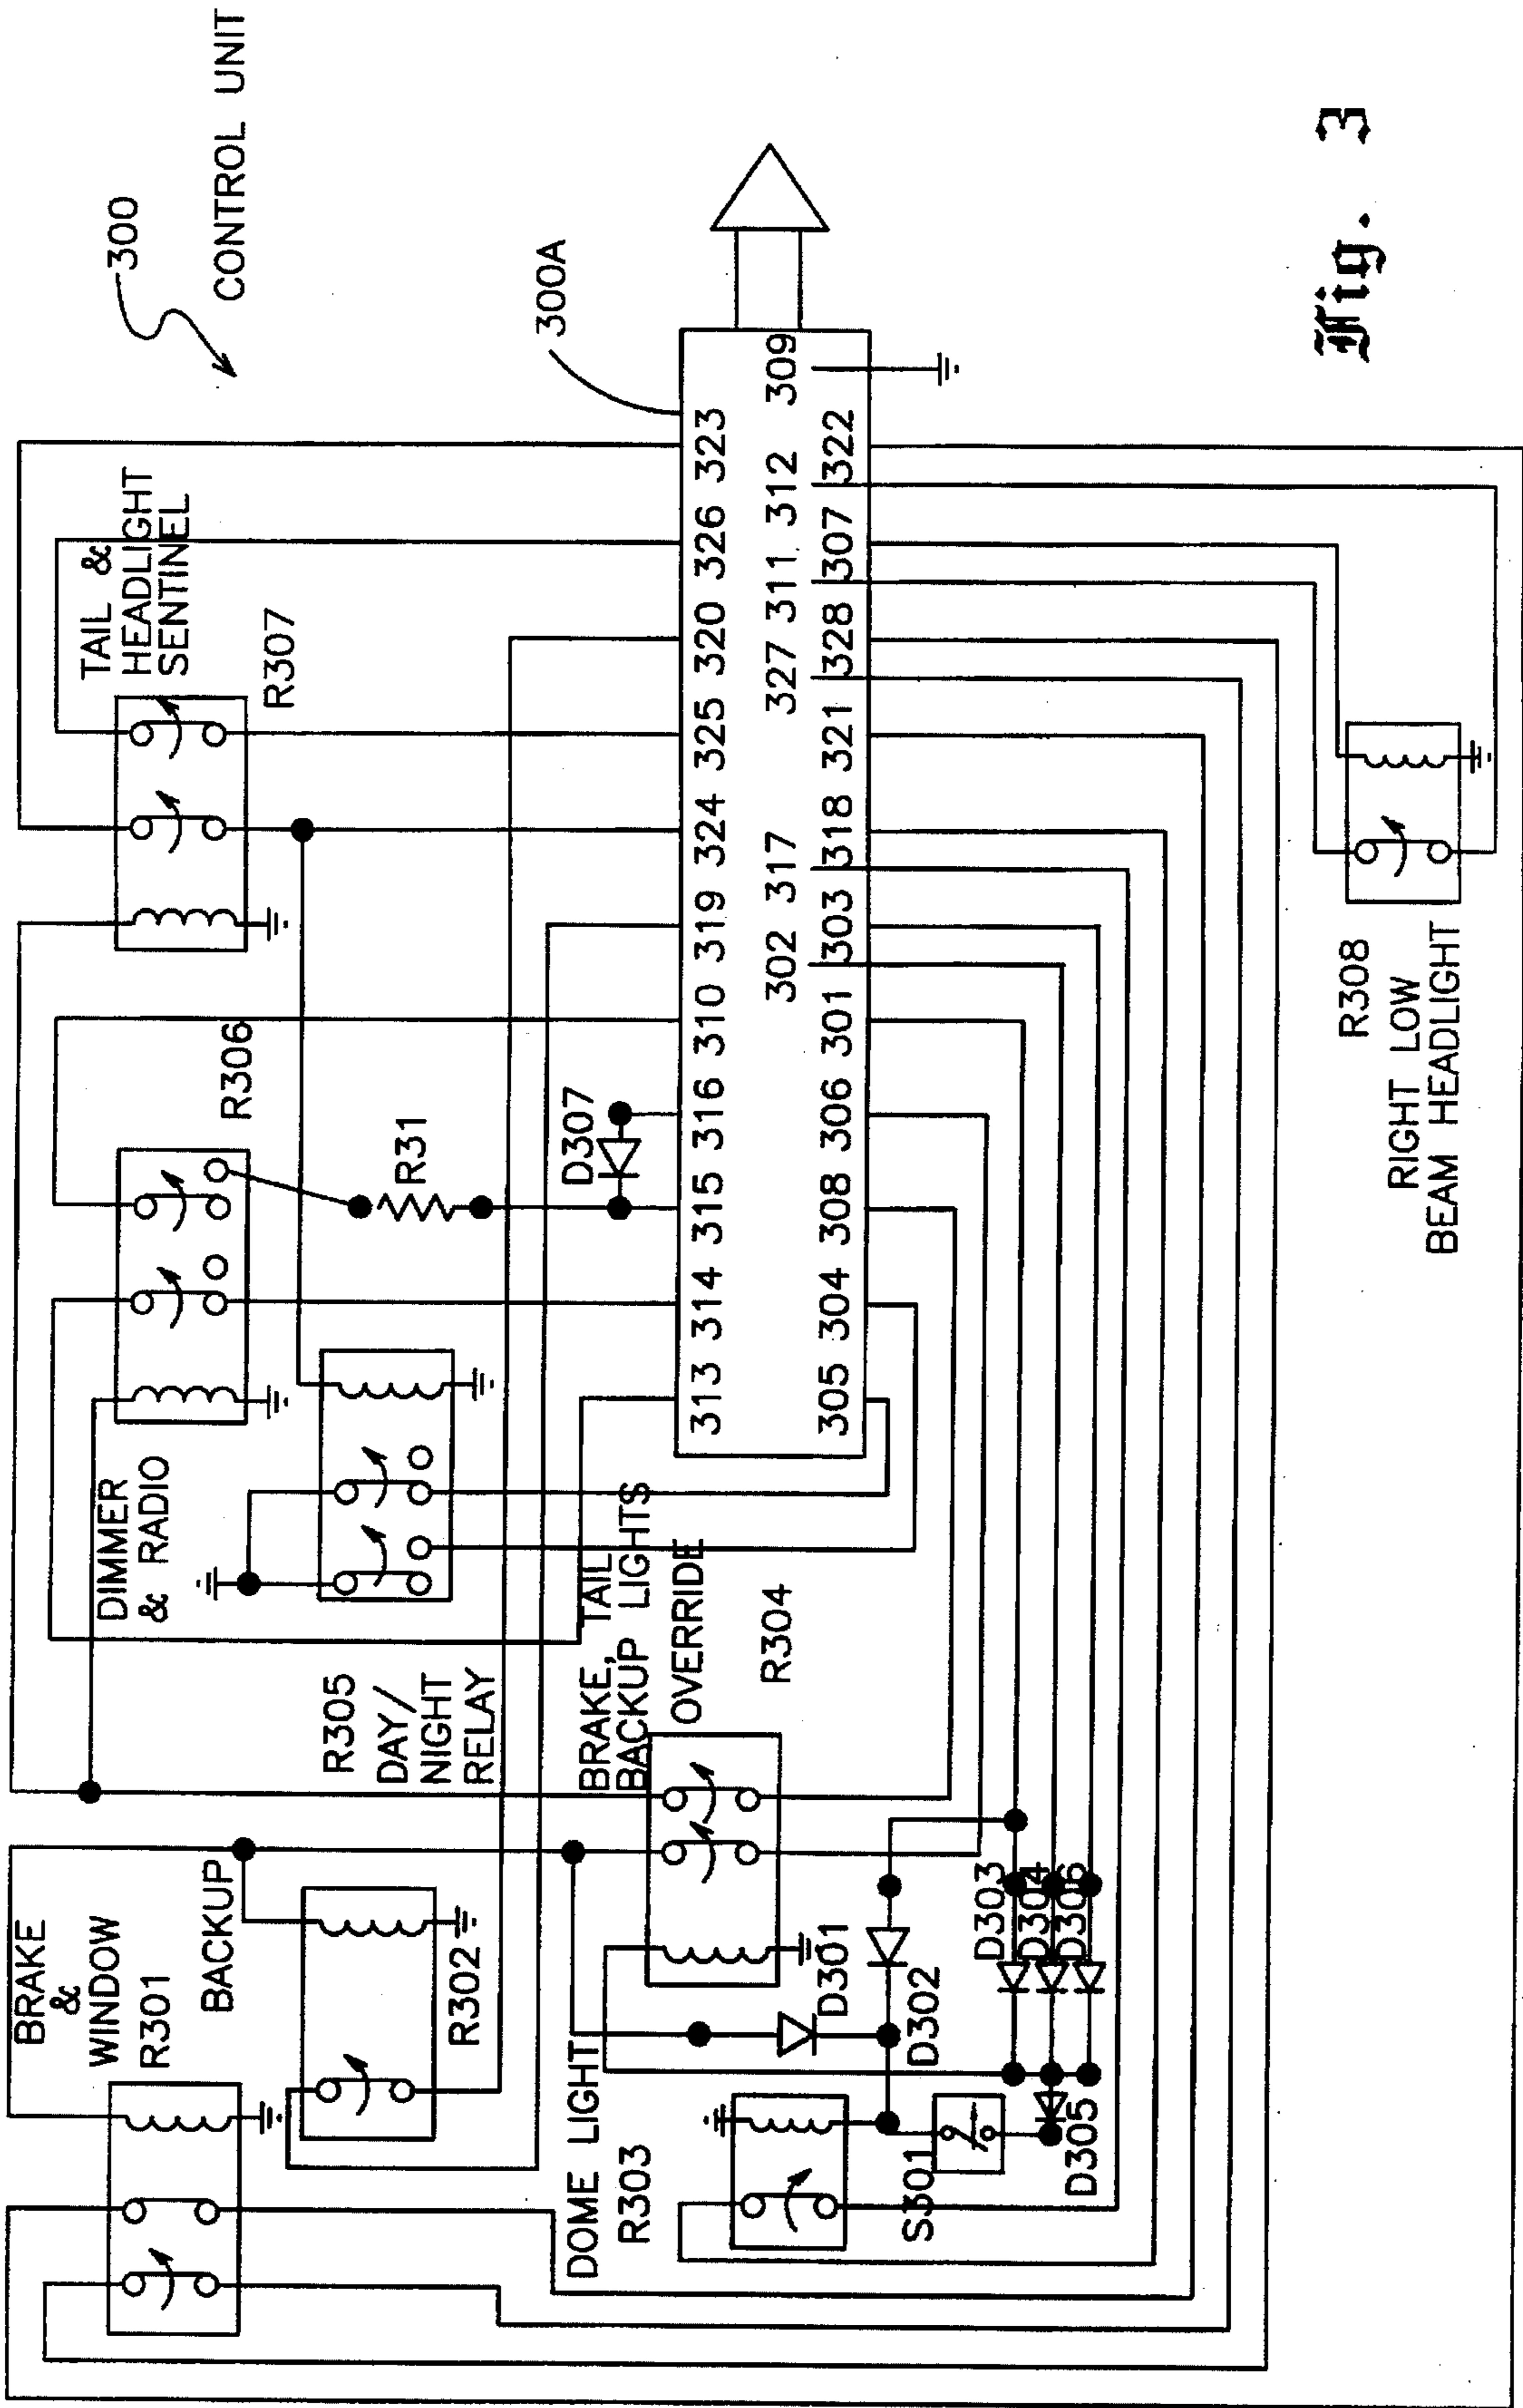 300
CONTROL UNIT
300A
TAIL &
HEADLIGHT
SENTINEL
R307
R306
DIMMER
& RADIO
R31
D307
R305
DAY/
NIGHT
RELAY
BRAKE, TAIL
BACKUP LIGHTS
OVERRIDE
R304
BRAKE
&
WINDOW
R301
BACKUP
R302
DOME LIGHT
R303
D301
D302
S301
D303
D304
D306
D305
313 314 315 316 310 319 324 325 320 326 323
302 317 327 311 312 309
305 304 308 306 301 303 318 321 328 307 322
R308
RIGHT LOW
BEAM HEADLIGHT
Fig. 3